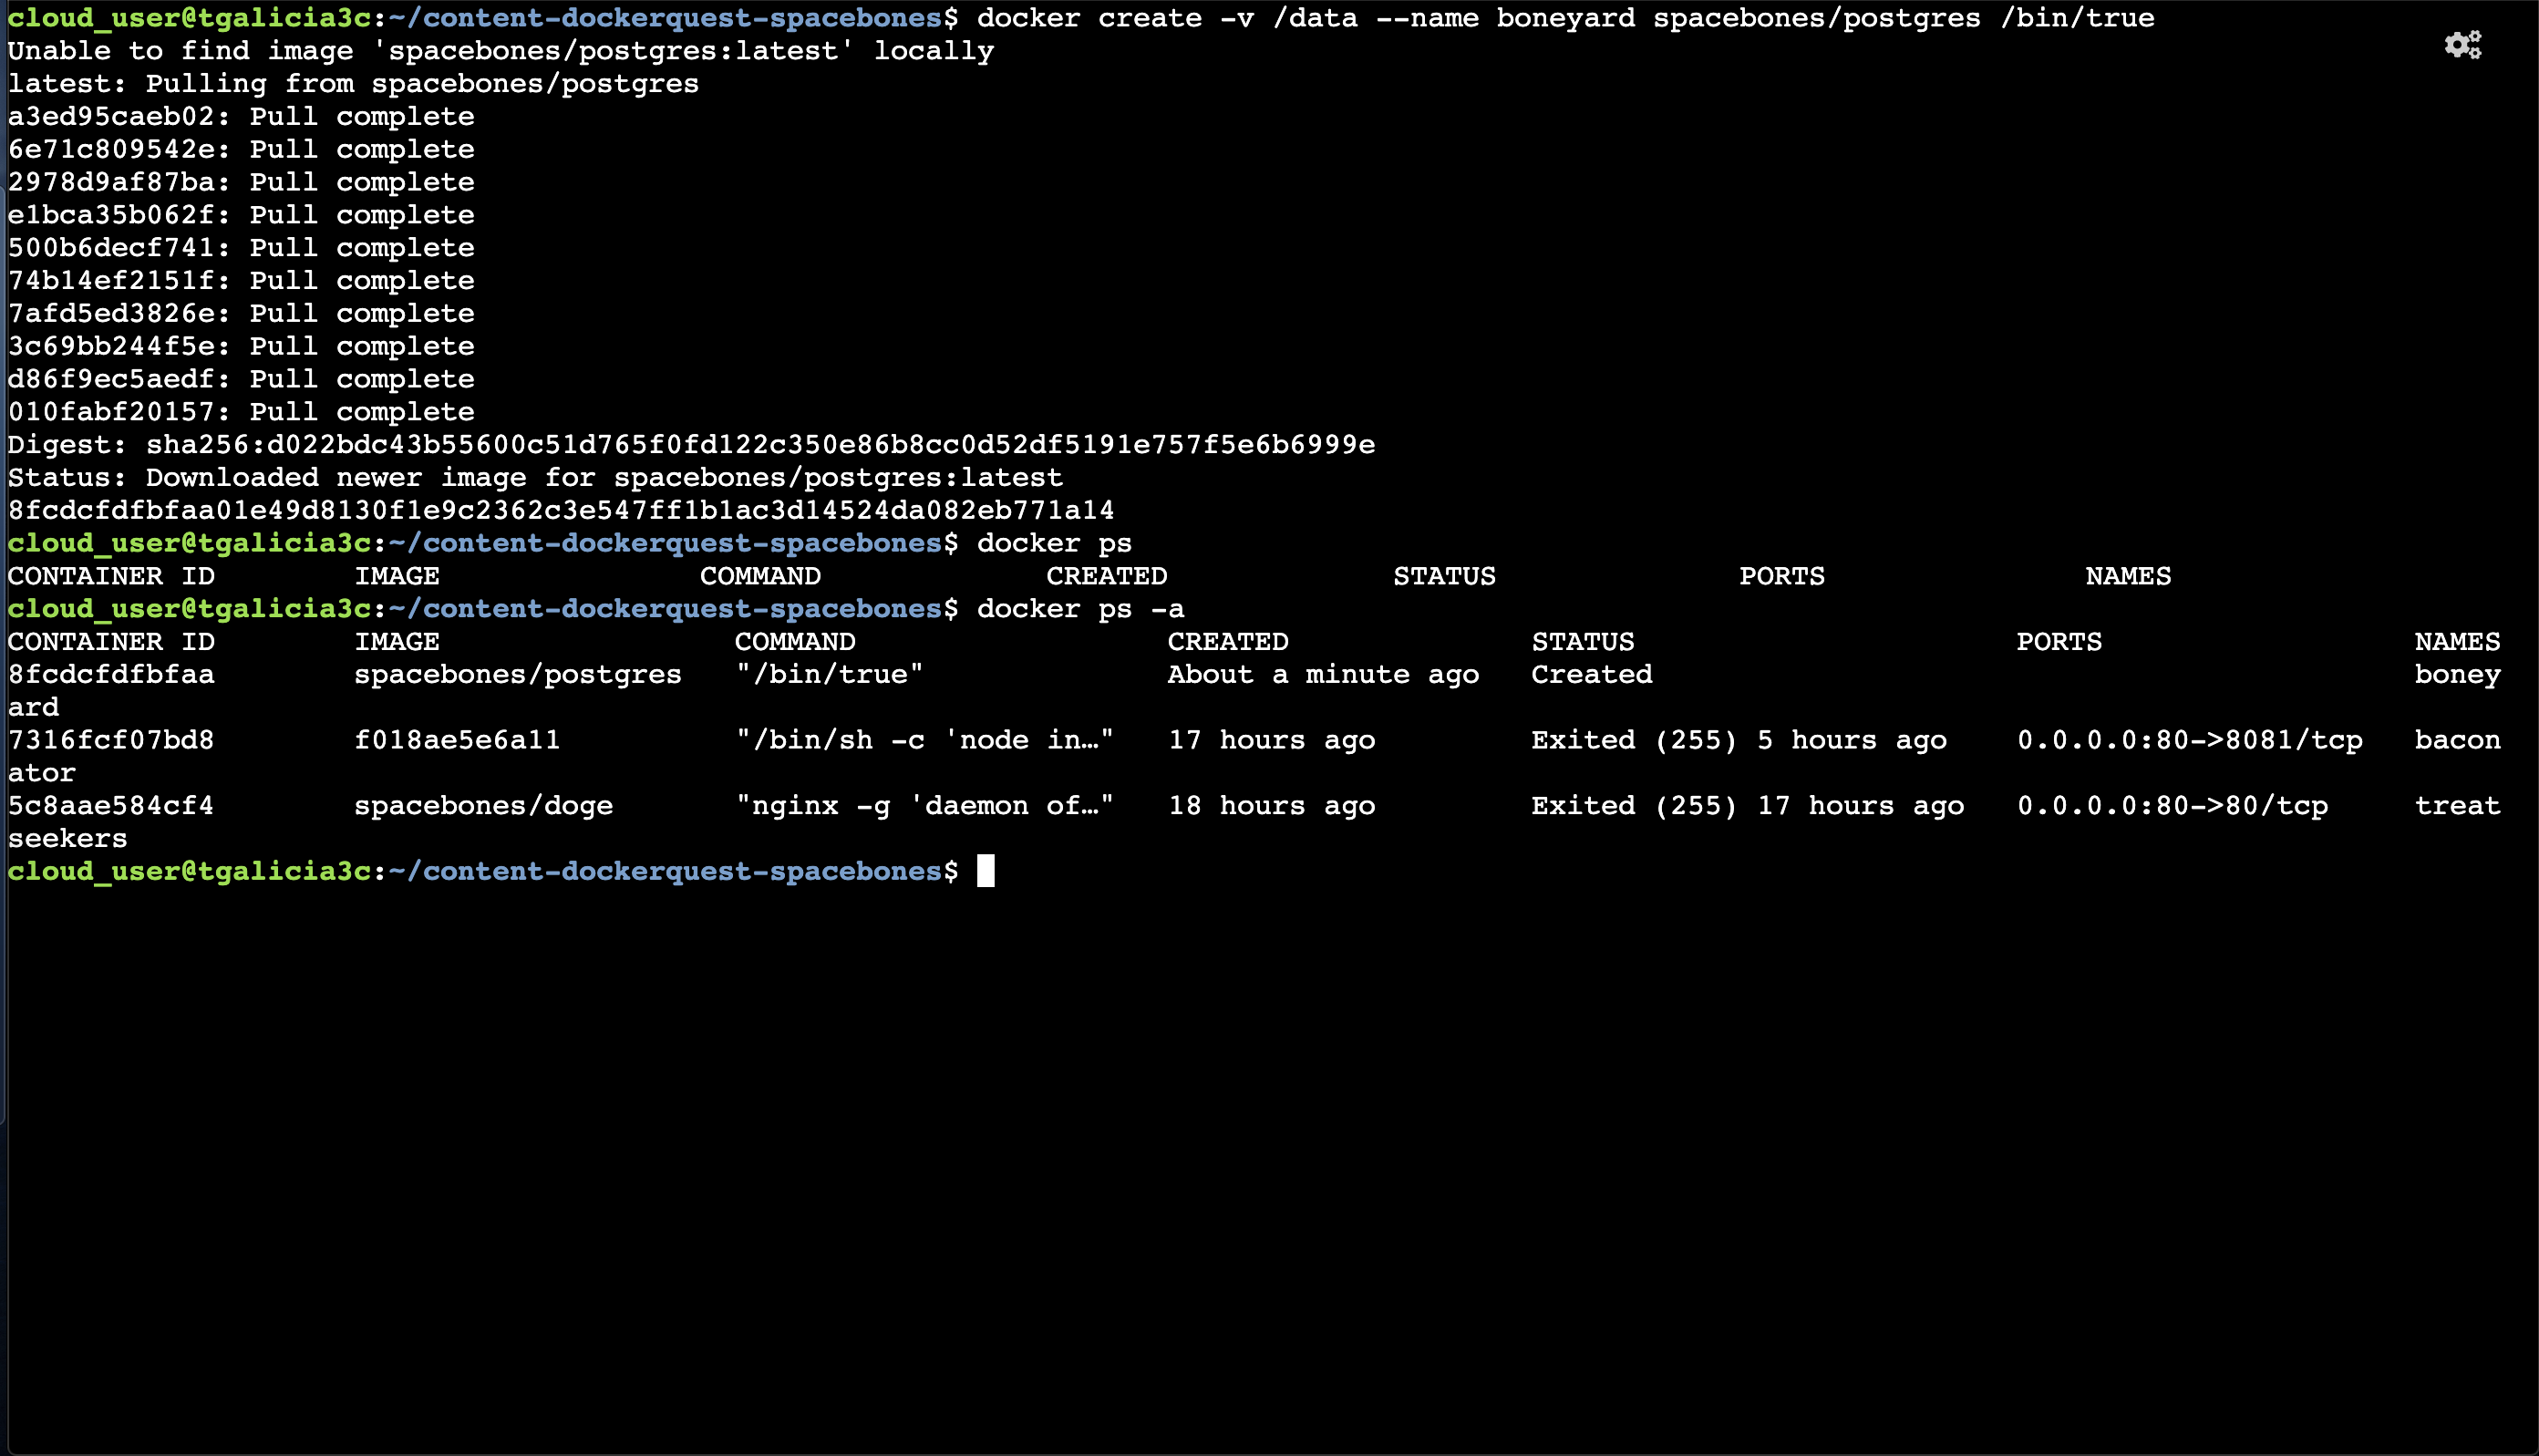 cloud_user@tgalicia3c:~/content-dockerquest-spacebones$ docker create -v /data --name boneyard spacebones/postgres /bin/true
Unable to find image 'spacebones/postgres:latest' locally
latest: Pulling from spacebones/postgres
a3ed95caeb02: Pull complete
6e71c809542e: Pull complete
2978d9af87ba: Pull complete
e1bca35b062f: Pull complete
500b6decf741: Pull complete
74b14ef2151f: Pull complete
7afd5ed3826e: Pull complete
3c69bb244f5e: Pull complete
d86f9ec5aedf: Pull complete
010fabf20157: Pull complete
Digest: sha256:d022bdc43b55600c51d765f0fd122c350e86b8cc0d52df5191e757f5e6b6999e
Status: Downloaded newer image for spacebones/postgres:latest
8fcdcfdfbfaa01e49d8130f1e9c2362c3e547ff1b1ac3d14524da082eb771a14
cloud_user@tgalicia3c:~/content-dockerquest-spacebones$ docker ps
CONTAINER ID        IMAGE               COMMAND             CREATED             STATUS              PORTS               NAMES
cloud_user@tgalicia3c:~/content-dockerquest-spacebones$ docker ps -a
CONTAINER ID        IMAGE                 COMMAND                  CREATED              STATUS                      PORTS                  NAMES
8fcdcfdfbfaa        spacebones/postgres   "/bin/true"              About a minute ago   Created                                            boney
ard
7316fcf07bd8        f018ae5e6a11          "/bin/sh -c 'node in…"   17 hours ago         Exited (255) 5 hours ago    0.0.0.0:80->8081/tcp   bacon
ator
5c8aae584cf4        spacebones/doge       "nginx -g 'daemon of…"   18 hours ago         Exited (255) 17 hours ago   0.0.0.0:80->80/tcp     treat
seekers
cloud_user@tgalicia3c:~/content-dockerquest-spacebones$